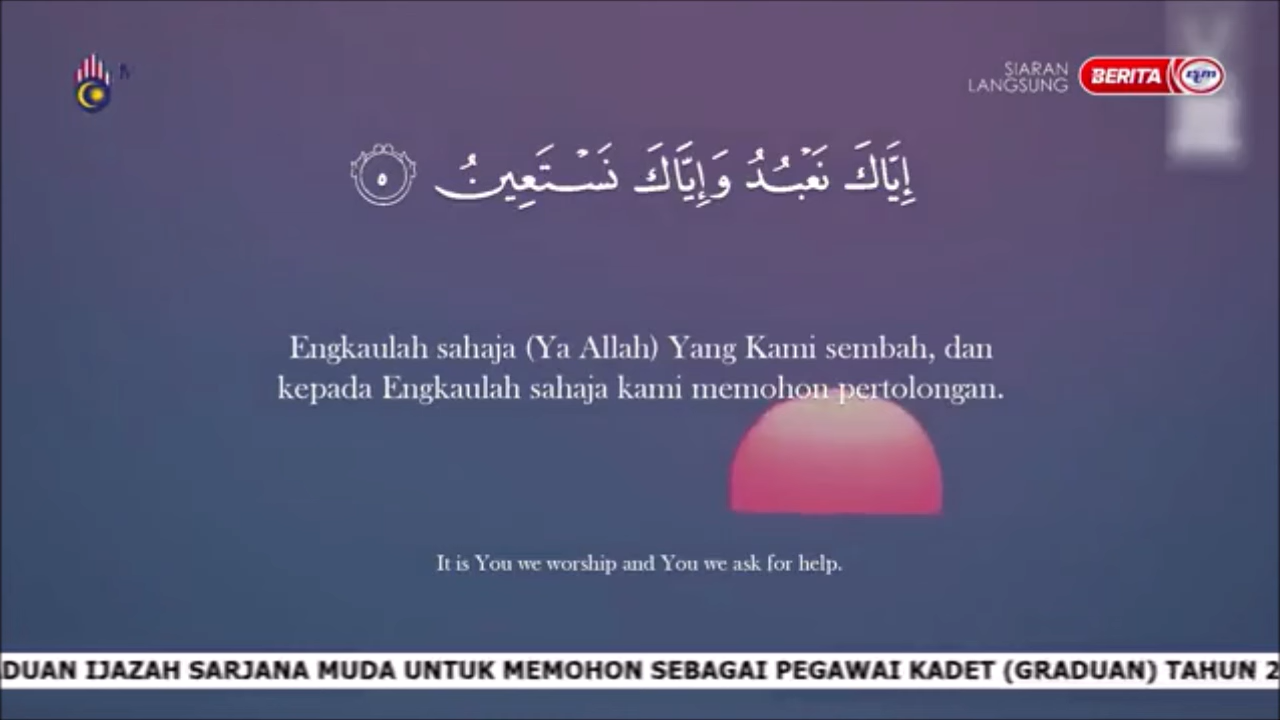 SIARAN
LANGSUNG
BERITA rtm
إِيَّاكَ نَعْبُدُ وَإِيَّاكَ نَسْتَعِينُ ٥
Engkaulah sahaja (Ya Allah) Yang Kami sembah, dan
kepada Engkaulah sahaja kami memohon pertolongan.
It is You we worship and You we ask for help.
DUAN IJAZAH SARJANA MUDA UNTUK MEMOHON SEBAGAI PEGAWAI KADET (GRADUAN) TAHUN 2